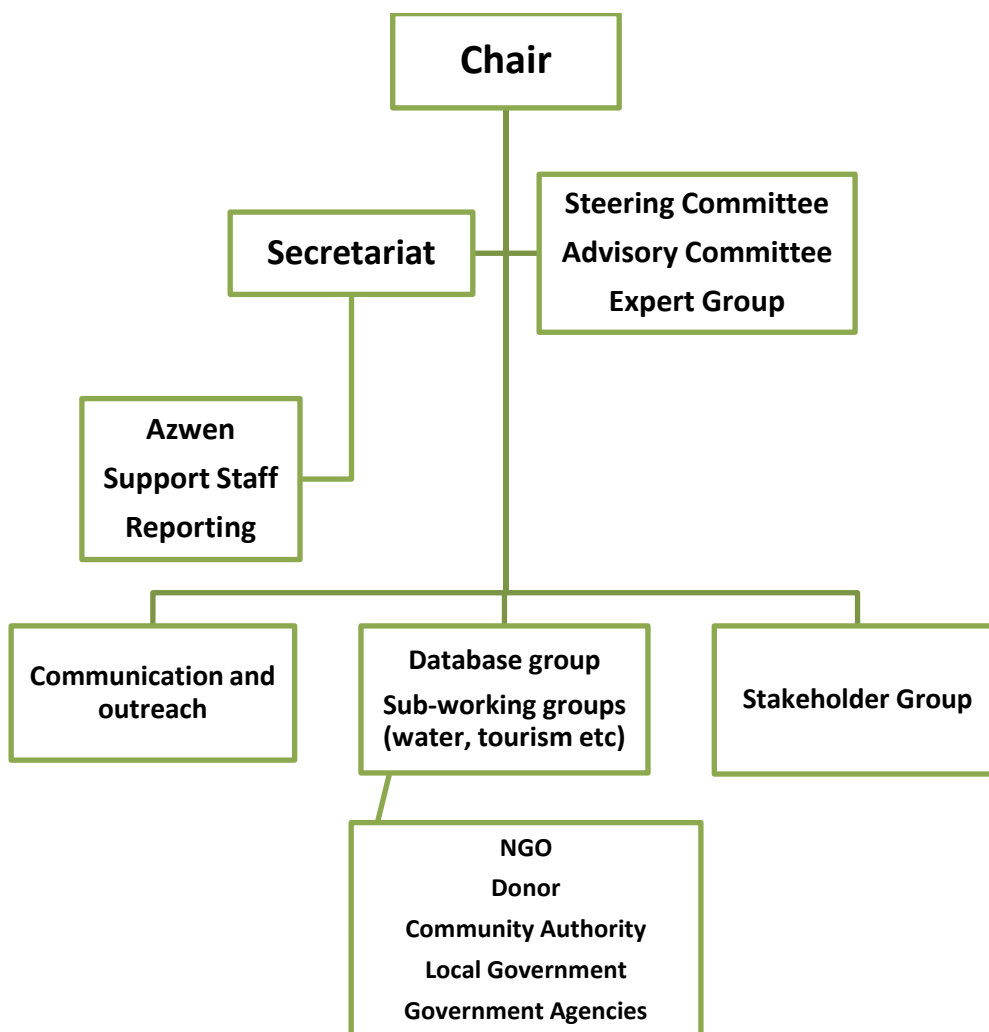 Chair
Steering Committee
Advisory Committee
Expert Group
Secretariat
Azwen
Support Staff
Reporting
Communication and
outreach
Database group
Sub-working groups
(water, tourism etc)
Stakeholder Group
NGO
Donor
Community Authority
Local Government
Government Agencies